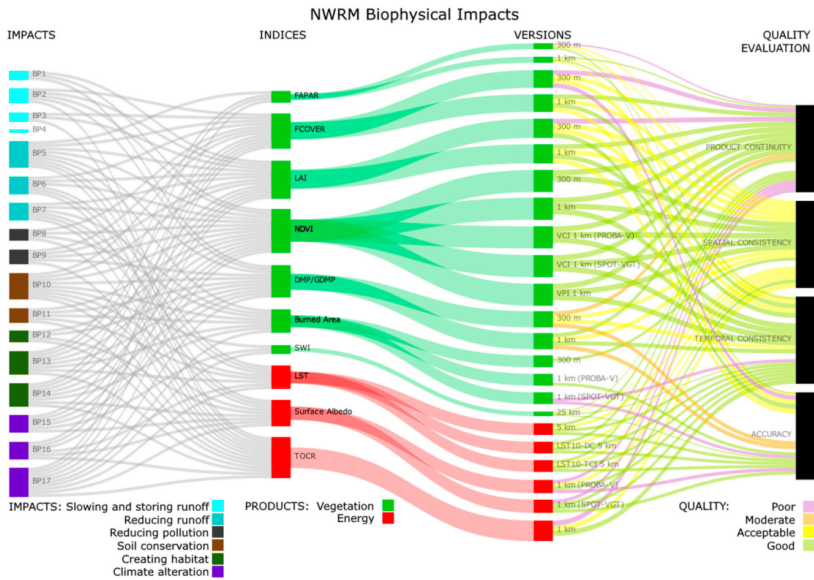 NWRM Biophysical Impacts
IMPACTS
INDICES
VERSIONS
QUALITY
EVALUATION
BP1
BP2
BP3
BP4
BP5
BP6
BP7
BP8
BP9
BP10
BP11
BP12
BP13
BP14
BP15
BP16
BP17
FAPAR
FCOVER
LAI
NDVI
DMP/GDMP
Burned Area
SWI
LST
Surface Albedo
TOCR
300 m
1 km
300 m
1 km
300 m
1 km
300 m
1 km
VCI 1 km (PROBA-V)
VCI 1 km (SPOT-VGT)
VPI 1 km
300 m
1 km
300 m
1 km (PROBA-V)
1 km (SPOT-VGT)
25 km
5 km
LST10-DC 5 km
LST10-TCI 5 km
1 km (PROBA-V)
1 km (SPOT-VGT)
1 km
PRODUCT CONTINUITY
SPATIAL CONSISTENCY
TEMPORAL CONSISTENCY
ACCURACY
IMPACTS: Slowing and storing runoff
Reducing runoff
Reducing pollution
Soil conservation
Creating habitat
Climate alteration
PRODUCTS: Vegetation
Energy
QUALITY: Poor
Moderate
Acceptable
Good